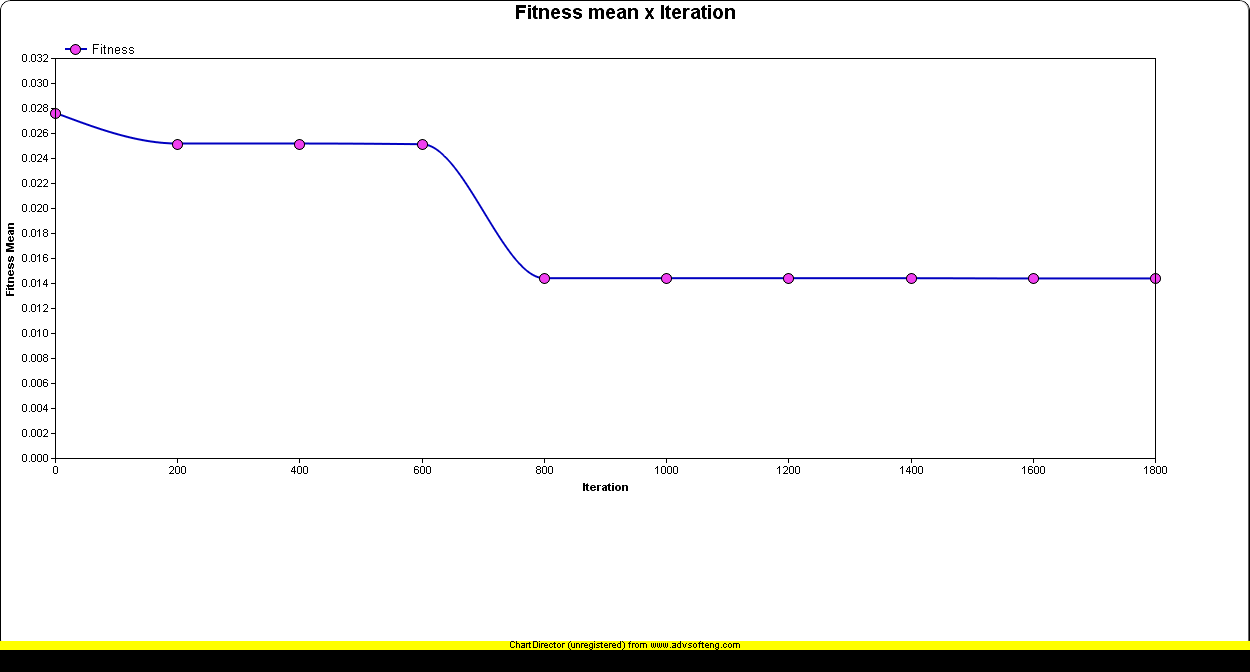 Fitness mean x Iteration
Fitness
0.032
0.030
0.028
0.026
0.024
0.022
0.020
0.018
0.016
0.014
0.012
0.010
0.008
0.006
0.004
0.002
0.000
Fitness Mean
0 200 400 600 800 1000 1200 1400 1600 1800
Iteration
ChartDirector (unregistered) from www.advsofteng.com